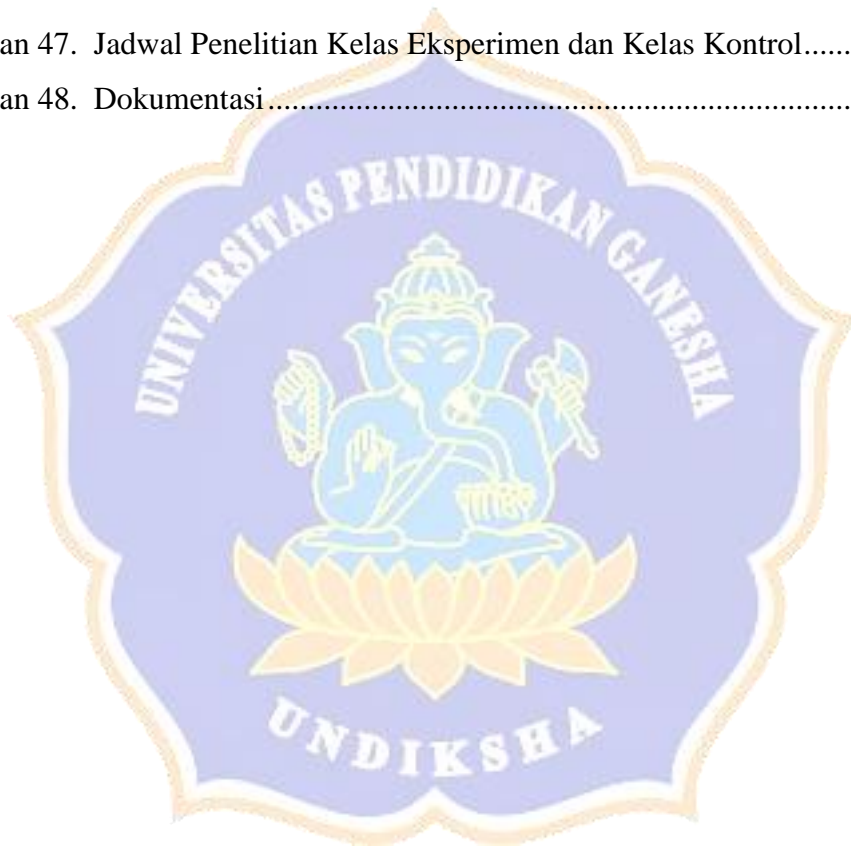 an 47. Jadwal Penelitian Kelas Eksperimen dan Kelas Kontrol......
an 48. Dokumentasi.........................................................................
UNIVERSITAS PENDIDIKAN GANESHA
UNDIKSHA